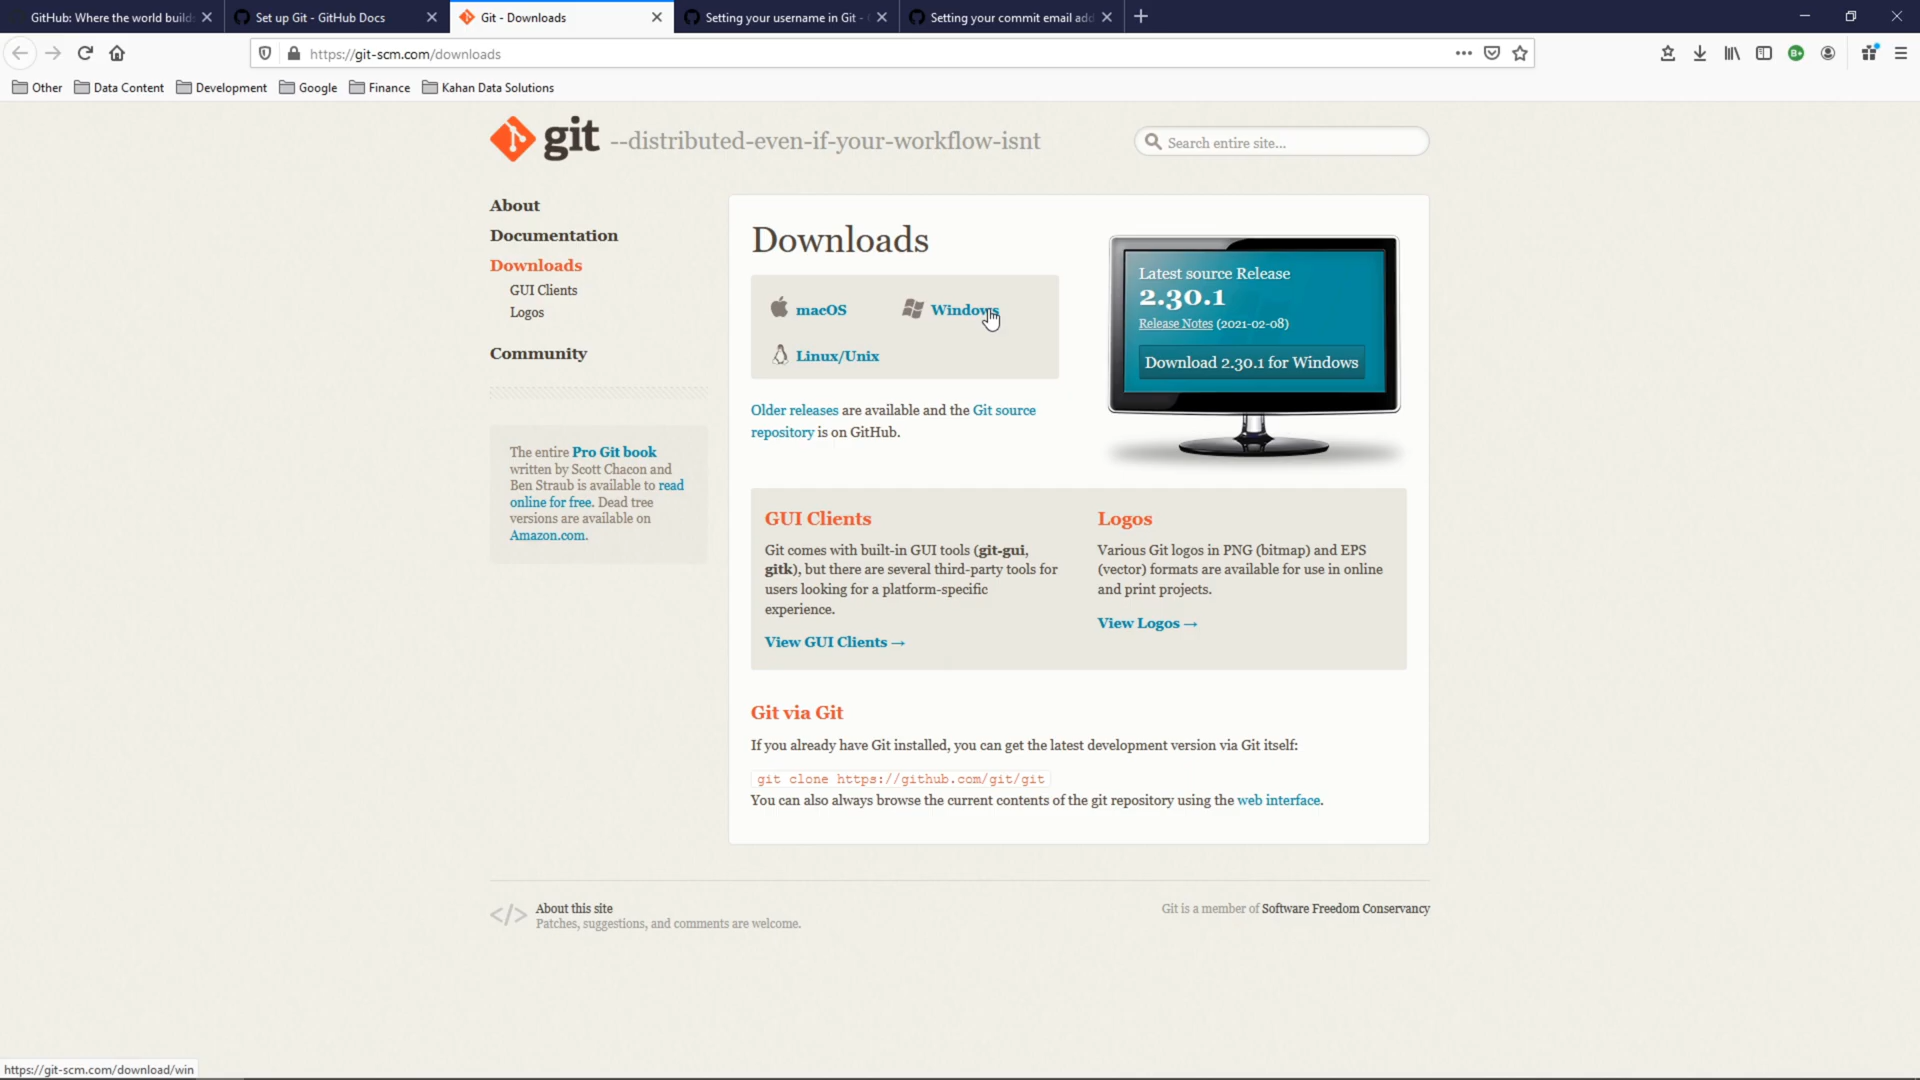 GitHub: Where the world builds
Set up Git - GitHub Docs
Git - Downloads
Setting your username in Git -
Setting your commit email add
https://git-scm.com/downloads
Other
Data Content
Development
Google
Finance
Kahan Data Solutions
git --distributed-even-if-your-workflow-isnt
Search entire site...
About
Documentation
Downloads
GUI Clients
Logos
Community
The entire Pro Git book
written by Scott Chacon and
Ben Straub is available to read
online for free. Dead tree
versions are available on
Amazon.com.
Downloads
macOS
Windows
Linux/Unix
Older releases are available and the Git source
repository is on GitHub.
Latest source Release
2.30.1
Release Notes (2021-02-08)
Download 2.30.1 for Windows
GUI Clients
Git comes with built-in GUI tools (git-gui,
gitk), but there are several third-party tools for
users looking for a platform-specific
experience.
View GUI Clients →
Logos
Various Git logos in PNG (bitmap) and EPS
(vector) formats are available for use in online
and print projects.
View Logos →
Git via Git
If you already have Git installed, you can get the latest development version via Git itself:
git clone https://github.com/git/git
You can also always browse the current contents of the git repository using the web interface.
</> About this site
Patches, suggestions, and comments are welcome.
Git is a member of Software Freedom Conservancy
https://git-scm.com/download/win